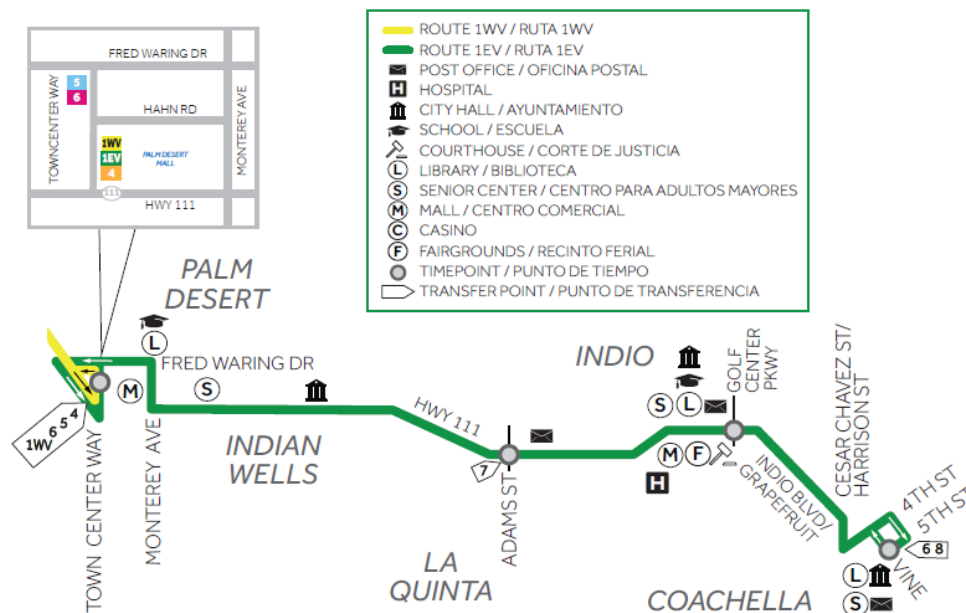 FRED WARING DR
TOWNCENTER WAY
5
6
HAHN RD
MONTEREY AVE
1WV
1EV
4
PALM DESERT
MALL
111
HWY 111
ROUTE 1WV / RUTA 1WV
ROUTE 1EV / RUTA 1EV
POST OFFICE / OFICINA POSTAL
H HOSPITAL
CITY HALL / AYUNTAMIENTO
SCHOOL / ESCUELA
COURTHOUSE / CORTE DE JUSTICIA
L LIBRARY / BIBLIOTECA
S SENIOR CENTER / CENTRO PARA ADULTOS MAYORES
M MALL / CENTRO COMERCIAL
C CASINO
F FAIRGROUNDS / RECINTO FERIAL
TIMEPOINT / PUNTO DE TIEMPO
TRANSFER POINT / PUNTO DE TRANSFERENCIA
PALM
DESERT
L
FRED WARING DR
M
S
1WV 6 5 4
TOWN CENTER WAY
MONTEREY AVE
INDIAN
WELLS
HWY 111
7
ADAMS ST
LA
QUINTA
INDIO
S L
M F
H
GOLF
CENTER
PKWY
INDIO BLVD/
GRAPEFRUIT
CESAR CHAVEZ ST/
HARRISON ST
4TH ST
5TH ST
6 8
VINE
L
S
COACHELLA